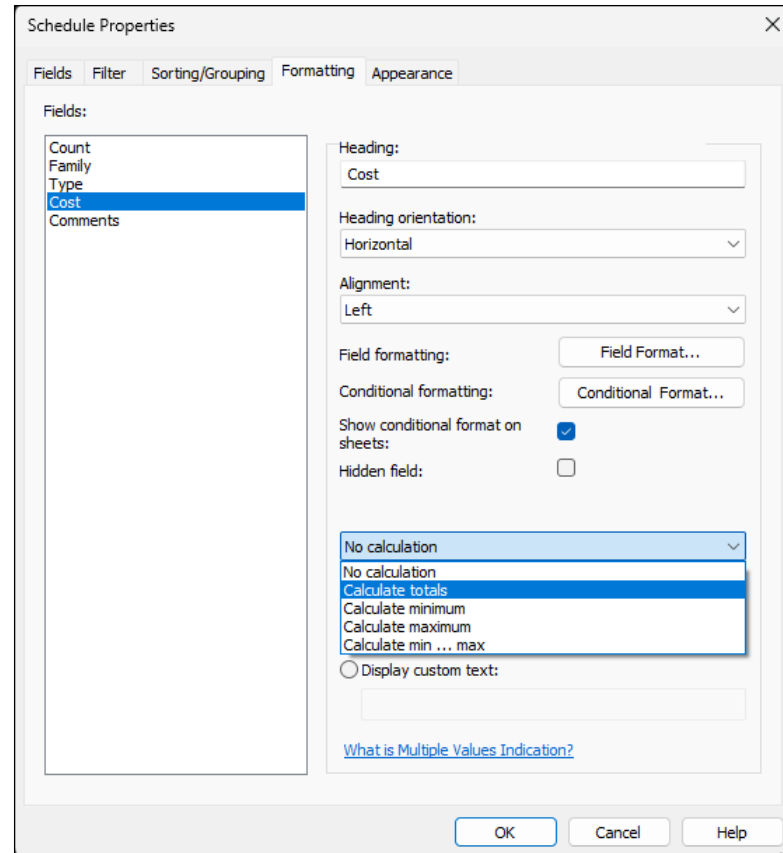 Schedule Properties
Fields Filter Sorting/Grouping Formatting Appearance
Fields:
Count
Family
Type
Cost
Comments
Heading:
Cost
Heading orientation:
Horizontal
Alignment:
Left
Field formatting:
Field Format...
Conditional formatting:
Conditional Format...
Show conditional format on
sheets:
Hidden field:
No calculation
No calculation
Calculate totals
Calculate minimum
Calculate maximum
Calculate min ... max
Display custom text:
What is Multiple Values Indication?
OK Cancel Help